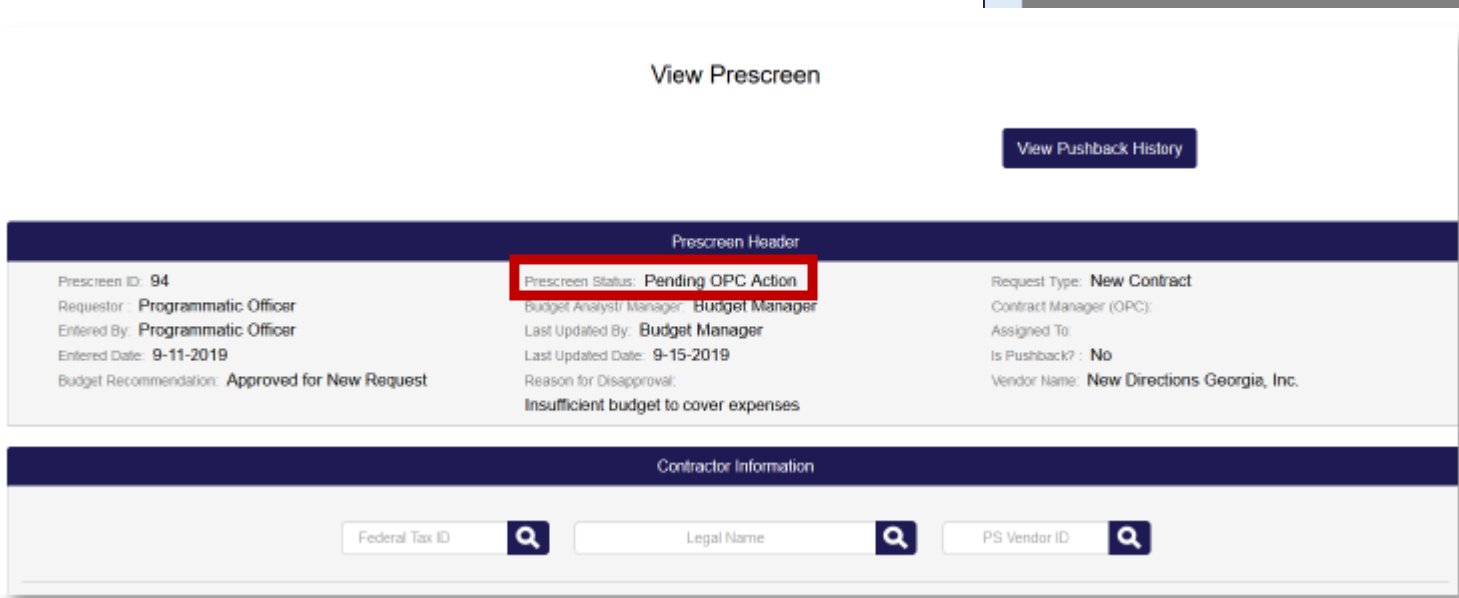 View Prescreen
View Pushback History
Prescreen Header
Prescreen ID: 94
Requestor : Programmatic Officer
Entered By: Programmatic Officer
Entered Date: 9-11-2019
Budget Recommendation: Approved for New Request
Prescreen Status: Pending OPC Action
Budget Analyst/ Manager: Budget Manager
Last Updated By: Budget Manager
Last Updated Date: 9-15-2019
Reason for Disapproval:
Insufficient budget to cover expenses
Request Type: New Contract
Contract Manager (OPC):
Assigned To:
Is Pushback? : No
Vendor Name: New Directions Georgia, Inc.
Contractor Information
Federal Tax ID
Legal Name
PS Vendor ID